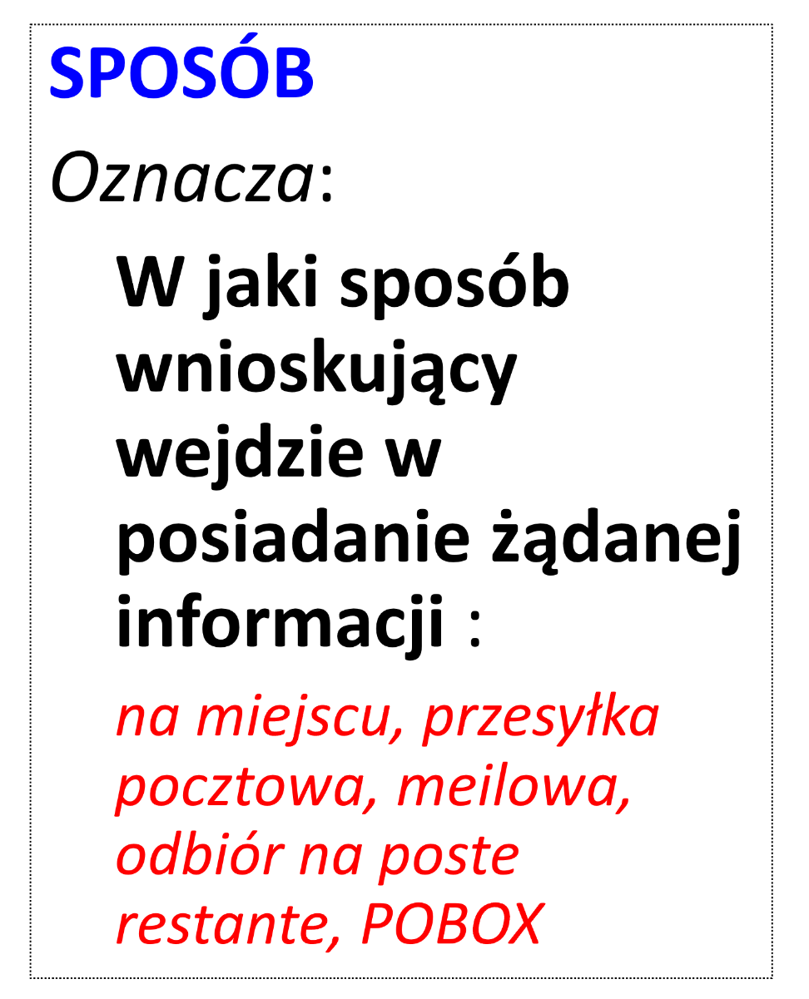 SPOSÓB
Oznacza:
W jaki sposób
wnioskujący
wejdzie w
posiadanie żądanej
informacji :
na miejscu, przesyłka
pocztowa, meilowa,
odbiór na poste
restante, POBOX